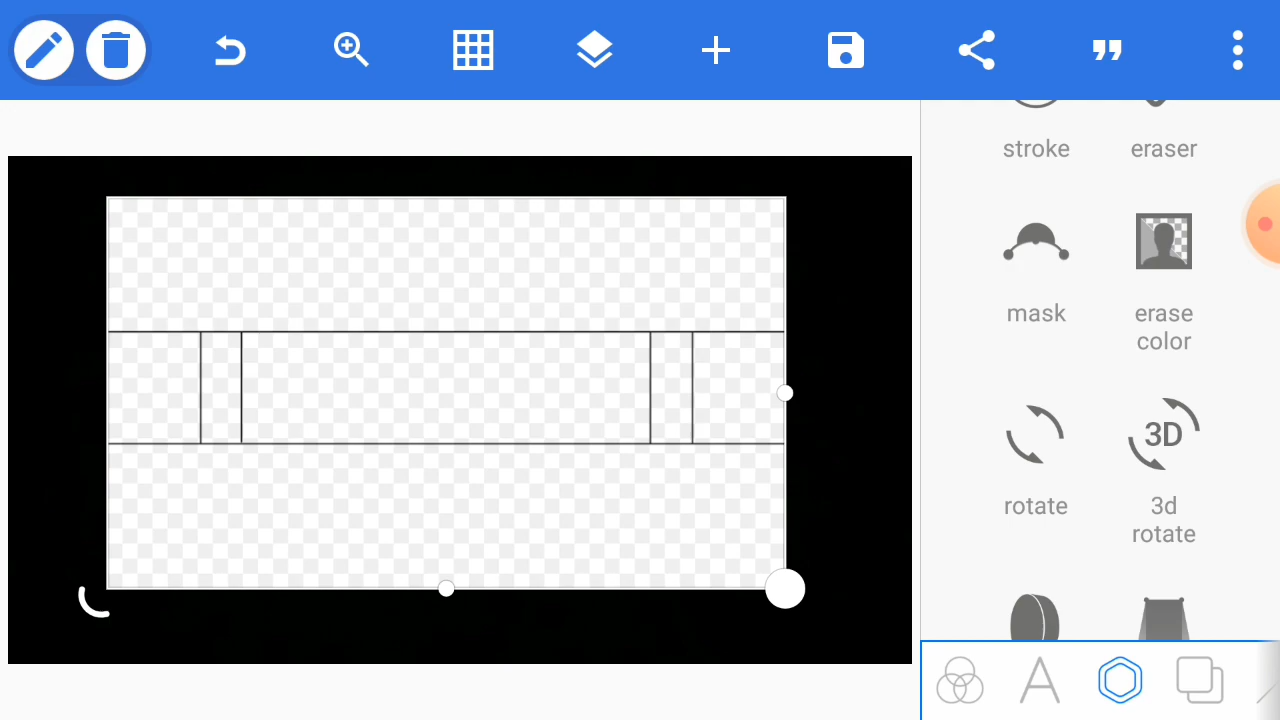 stroke
eraser
mask
erase
color
3D
rotate
3d
rotate